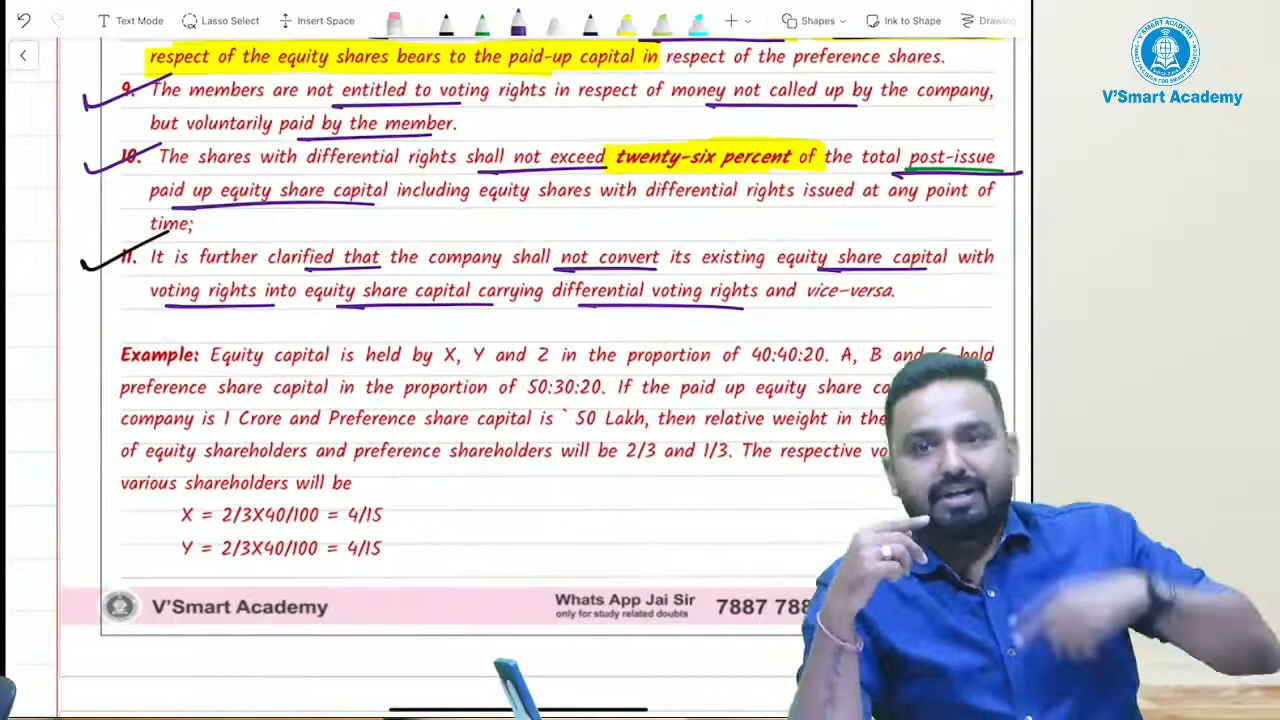 Text Mode
Lasso Select
Insert Space
Shapes
Ink to Shape
Drawing
V'SMART ACADEMY
V'Smart Academy
respect of the equity shares bears to the paid-up capital in respect of the preference shares.
9. The members are not entitled to voting rights in respect of money not called up by the company,
but voluntarily paid by the member.
10. The shares with differential rights shall not exceed twenty-six percent of the total post-issue
paid up equity share capital including equity shares with differential rights issued at any point of
time;
11. It is further clarified that the company shall not convert its existing equity share capital with
voting rights into equity share capital carrying differential voting rights and vice-versa.
Example: Equity capital is held by X, Y and Z in the proportion of 40:40:20. A, B and C hold
preference share capital in the proportion of 50:30:20. If the paid up equity share
company is 1 Crore and Preference share capital is ` 50 Lakh, then relative weight in the
of equity shareholders and preference shareholders will be 2/3 and 1/3. The respective
various shareholders will be
X = 2/3X40/100 = 4/15
Y = 2/3X40/100 = 4/15
V'Smart Academy
Whats App Jai Sir
only for study related doubts
7887 788